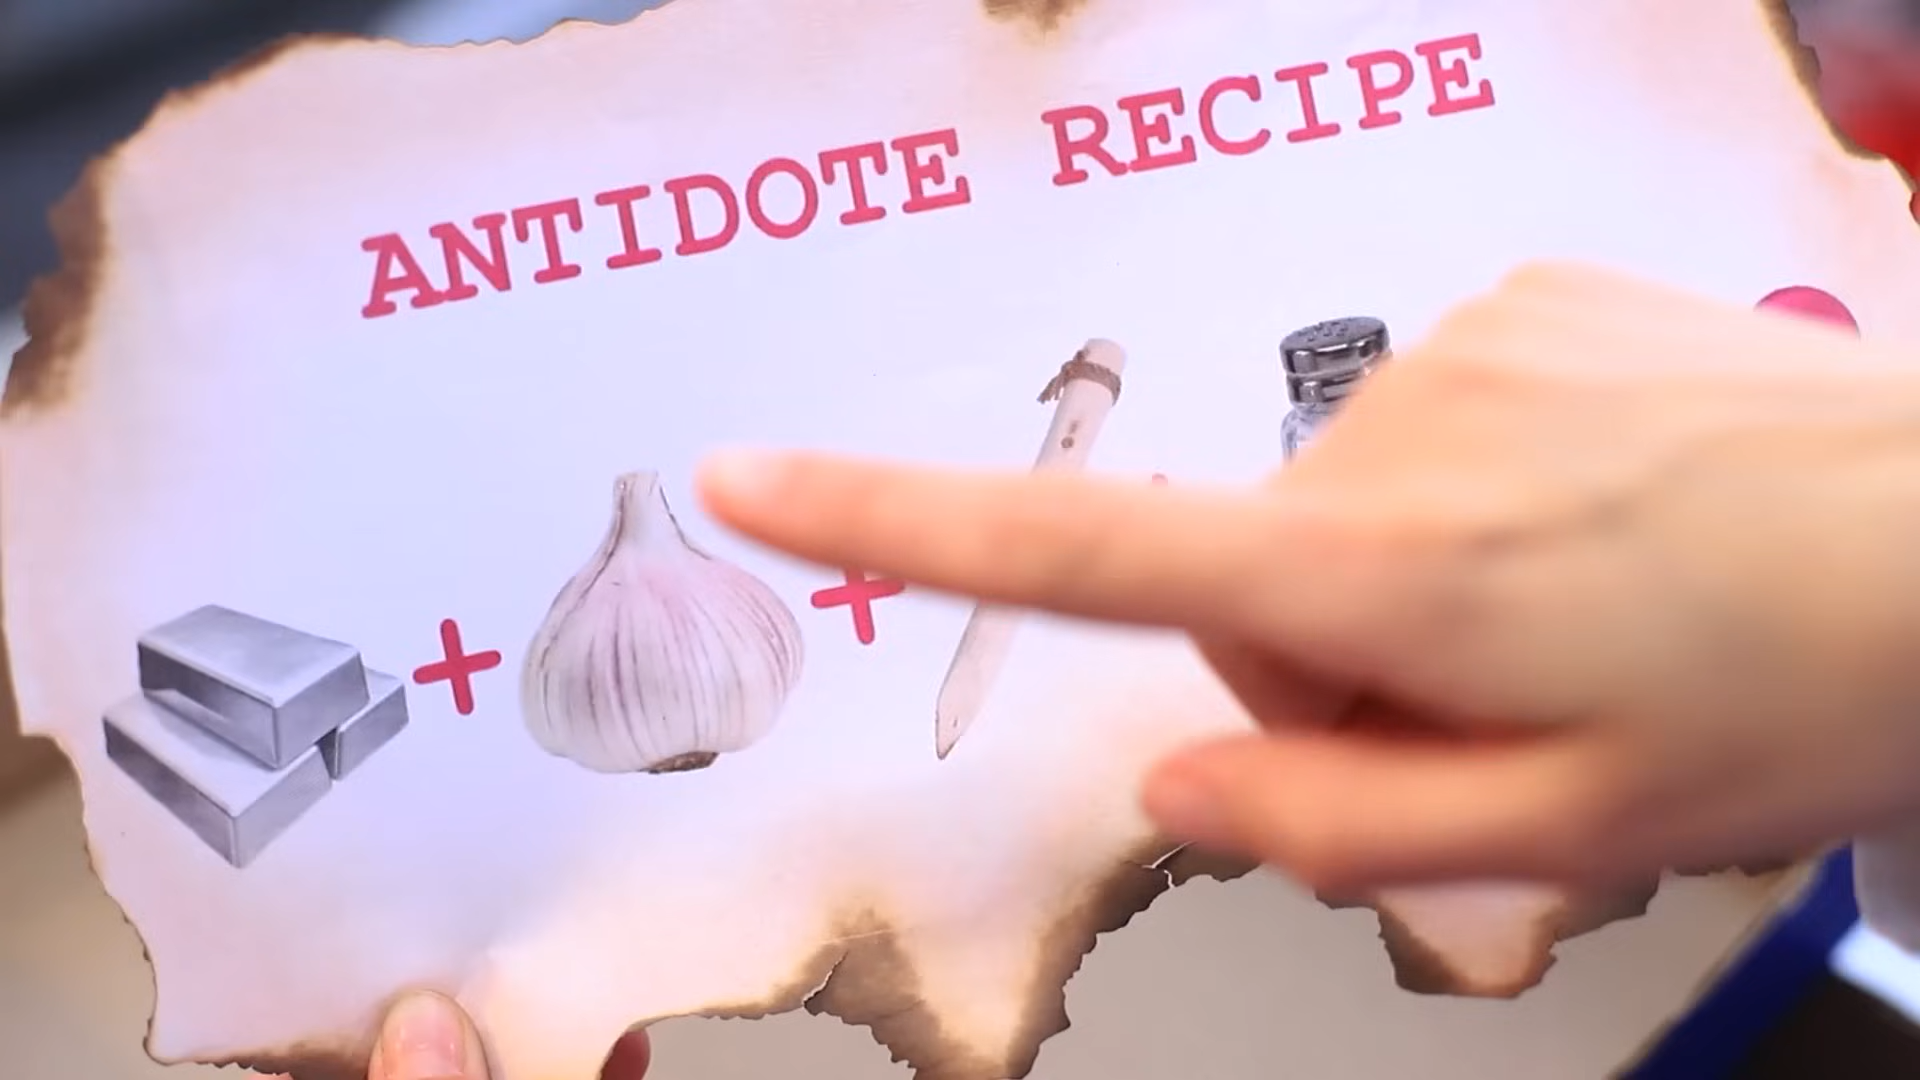 ANTIDOTE RECIPE
+ +